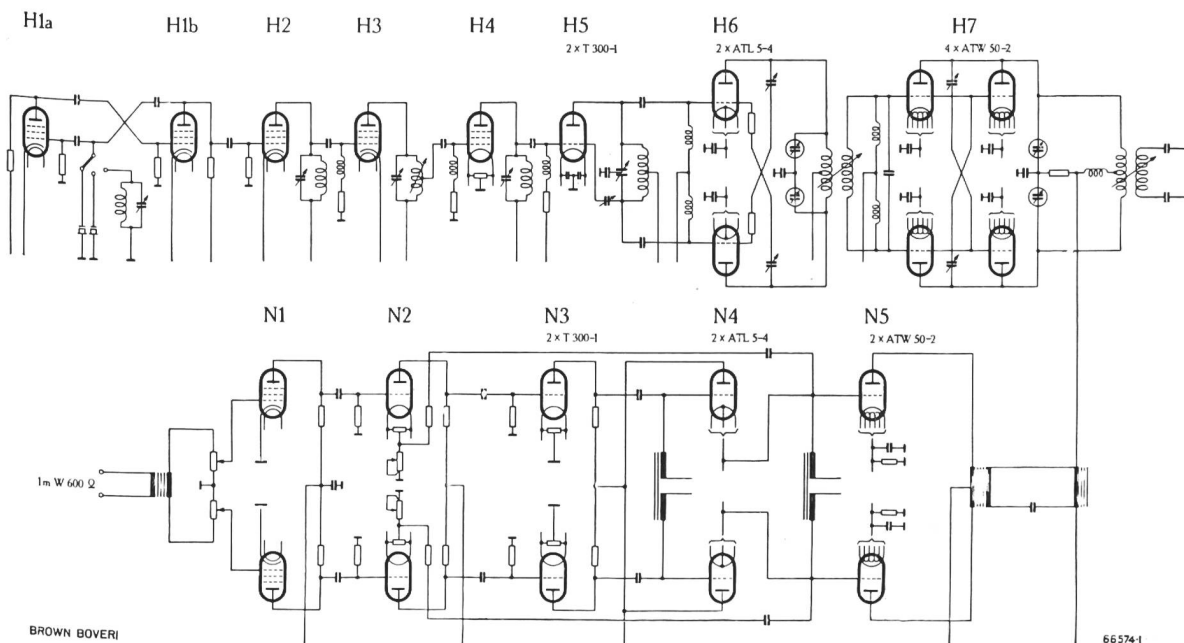 H1a H1b H2 H3 H4 H5 H6 H7
2 x T 300-1 2 x ATL 5-4 4 x ATW 50-2
N1 N2 N3 N4 N5
2 x T 300-1 2 x ATL 5-4 2 x ATW 50-2
1m W 600 Ω
BROWN BOVERI 66574-1